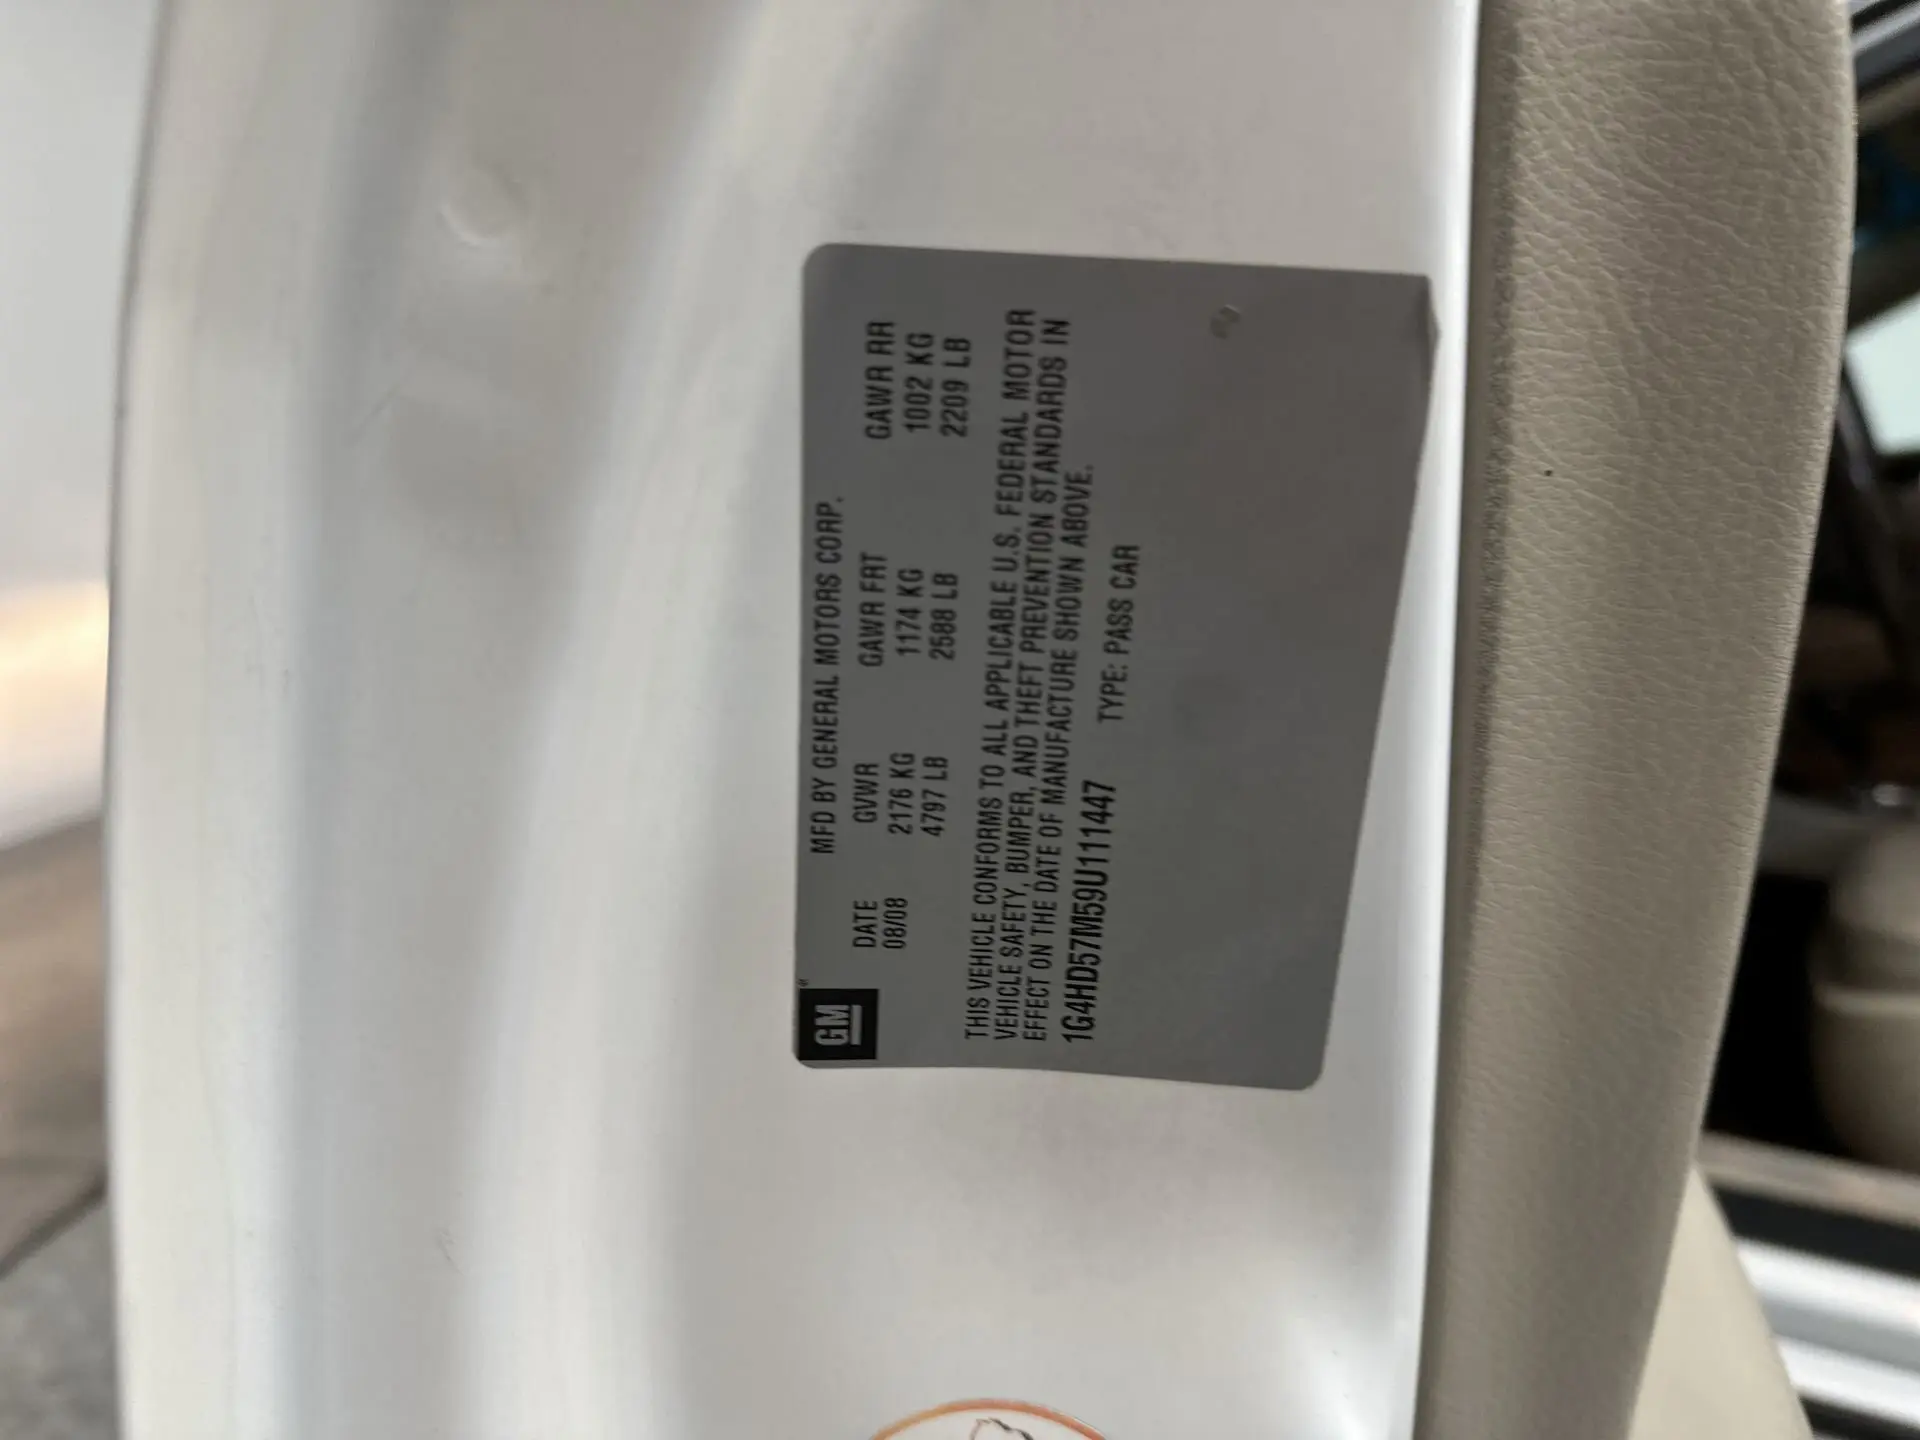 GM
MFD BY GENERAL MOTORS CORP.
DATE GVWR GAWR FRT GAWR RR
08/08 2176 KG 1174 KG 1002 KG
4797 LB 2588 LB 2209 LB
THIS VEHICLE CONFORMS TO ALL APPLICABLE U.S. FEDERAL MOTOR
VEHICLE SAFETY, BUMPER, AND THEFT PREVENTION STANDARDS IN
EFFECT ON THE DATE OF MANUFACTURE SHOWN ABOVE.
1G4HD57M59U111447 TYPE: PASS CAR